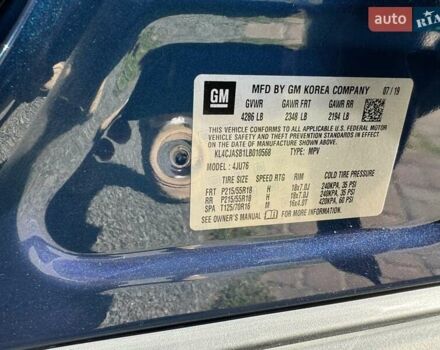 auto
RIA
GM
MFD BY GM KOREA COMPANY 07/19
GVWR GAWR FRT GAWR RR
4286 LB 2348 LB 2194 LB
THIS VEHICLE CONFORMS TO ALL APPLICABLE U.S. FEDERAL MOTOR
VEHICLE SAFETY AND THEFT PREVENTION STANDARDS IN EFFECT
ON THE DATE OF MANUFACTURE SHOWN ABOVE.
KL4CJASB1LB010568 TYPE: MPV
MODEL: 4JU76
TIRE SIZE SPEED RTG RIM COLD TIRE PRESSURE
FRT P215/55R18 H 18x7.0J 240KPA, 35 PSI
RR P215/55R18 H 18x7.0J 240KPA, 35 PSI
SPA T125/70R16 M 16x4.0T 420KPA, 60 PSI
SEE OWNER'S MANUAL FOR MORE INFORMATION.